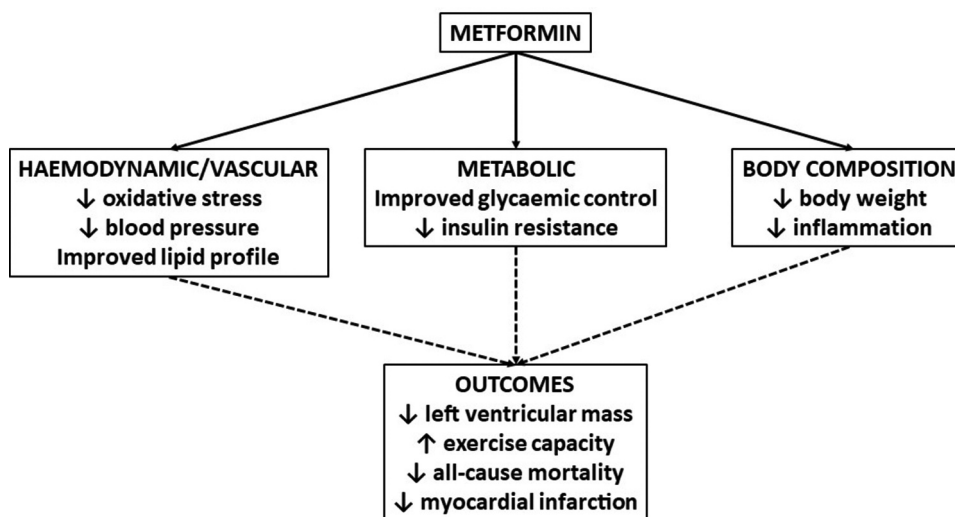 METFORMIN
HAEMODYNAMIC/VASCULAR
↓ oxidative stress
↓ blood pressure
Improved lipid profile
METABOLIC
Improved glycaemic control
↓ insulin resistance
BODY COMPOSITION
↓ body weight
↓ inflammation
OUTCOMES
↓ left ventricular mass
↑ exercise capacity
↓ all-cause mortality
↓ myocardial infarction